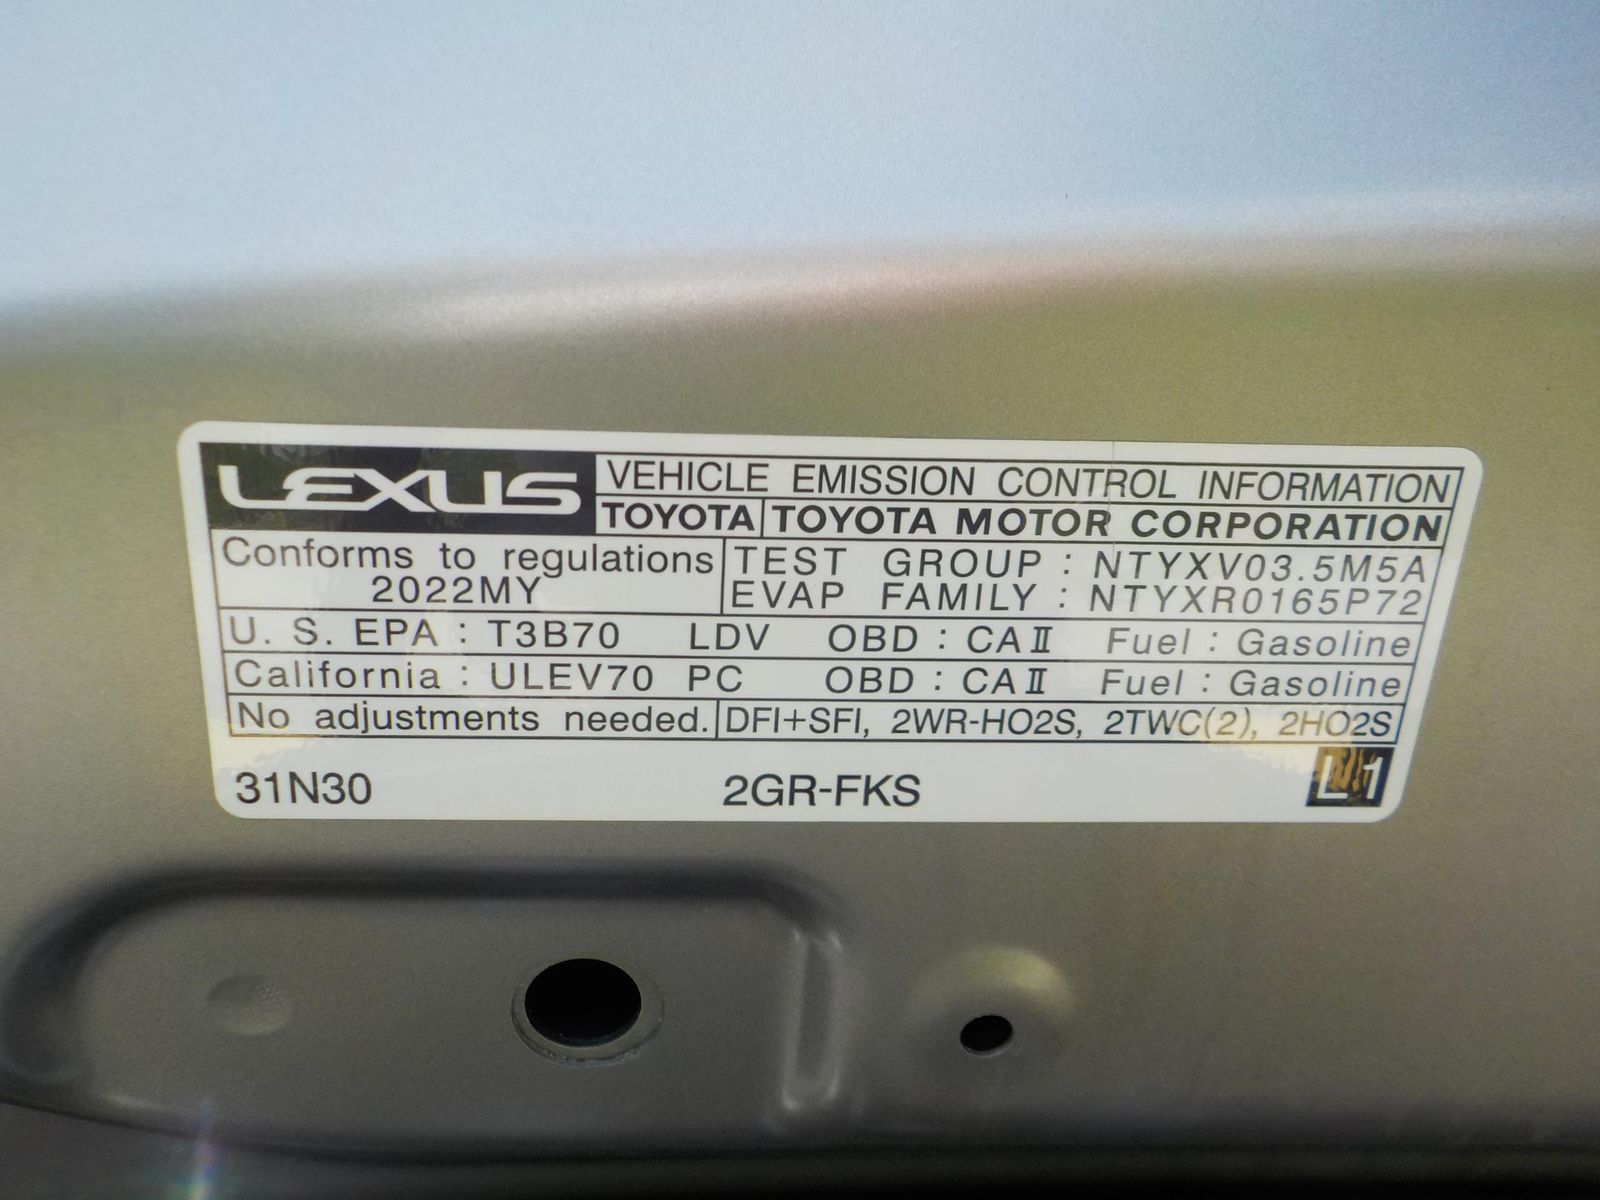 LEXUS VEHICLE EMISSION CONTROL INFORMATION
TOYOTA TOYOTA MOTOR CORPORATION
Conforms to regulations TEST GROUP : NTYXV03.5M5A
2022MY EVAP FAMILY : NTYXR0165P72
U. S. EPA : T3B70 LDV OBD : CAⅡ Fuel : Gasoline
California : ULEV70 PC OBD : CAⅡ Fuel : Gasoline
No adjustments needed. DFI+SFI, 2WR-HO2S, 2TWC(2), 2HO2S
31N30 2GR-FKS L1